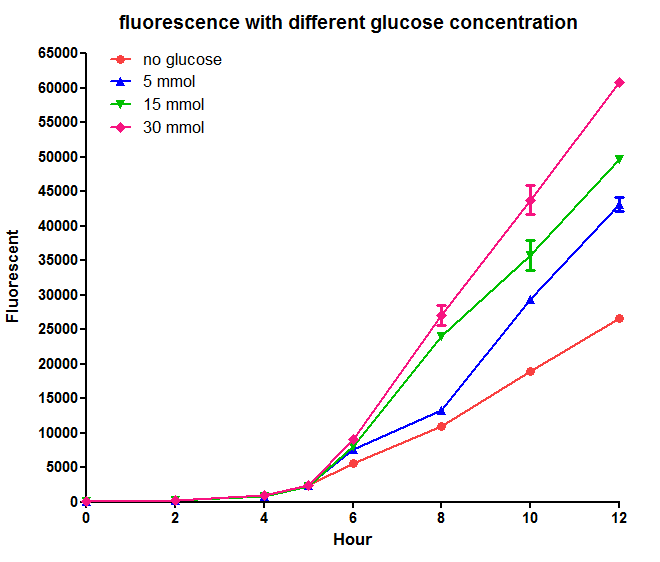 fluorescence with different glucose concentration
no glucose
5 mmol
15 mmol
30 mmol
65000
60000
55000
50000
45000
40000
35000
30000
25000
20000
15000
10000
5000
0
Fluorescent
0 2 4 6 8 10 12
Hour